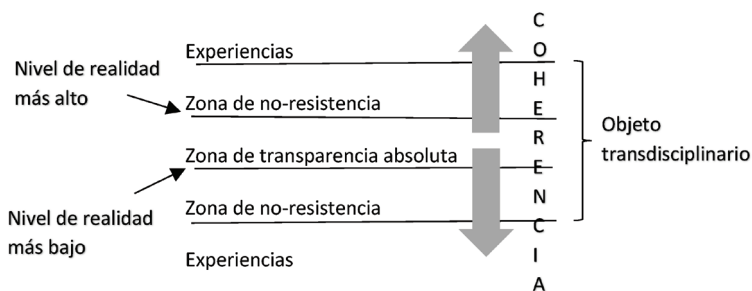 Experiencias
Nivel de realidad
más alto
Zona de no-resistencia
Zona de transparencia absoluta
Zona de no-resistencia
Nivel de realidad
más bajo
Experiencias
C
O
H
E
R
E
N
C
I
A
Objeto
transdisciplinario